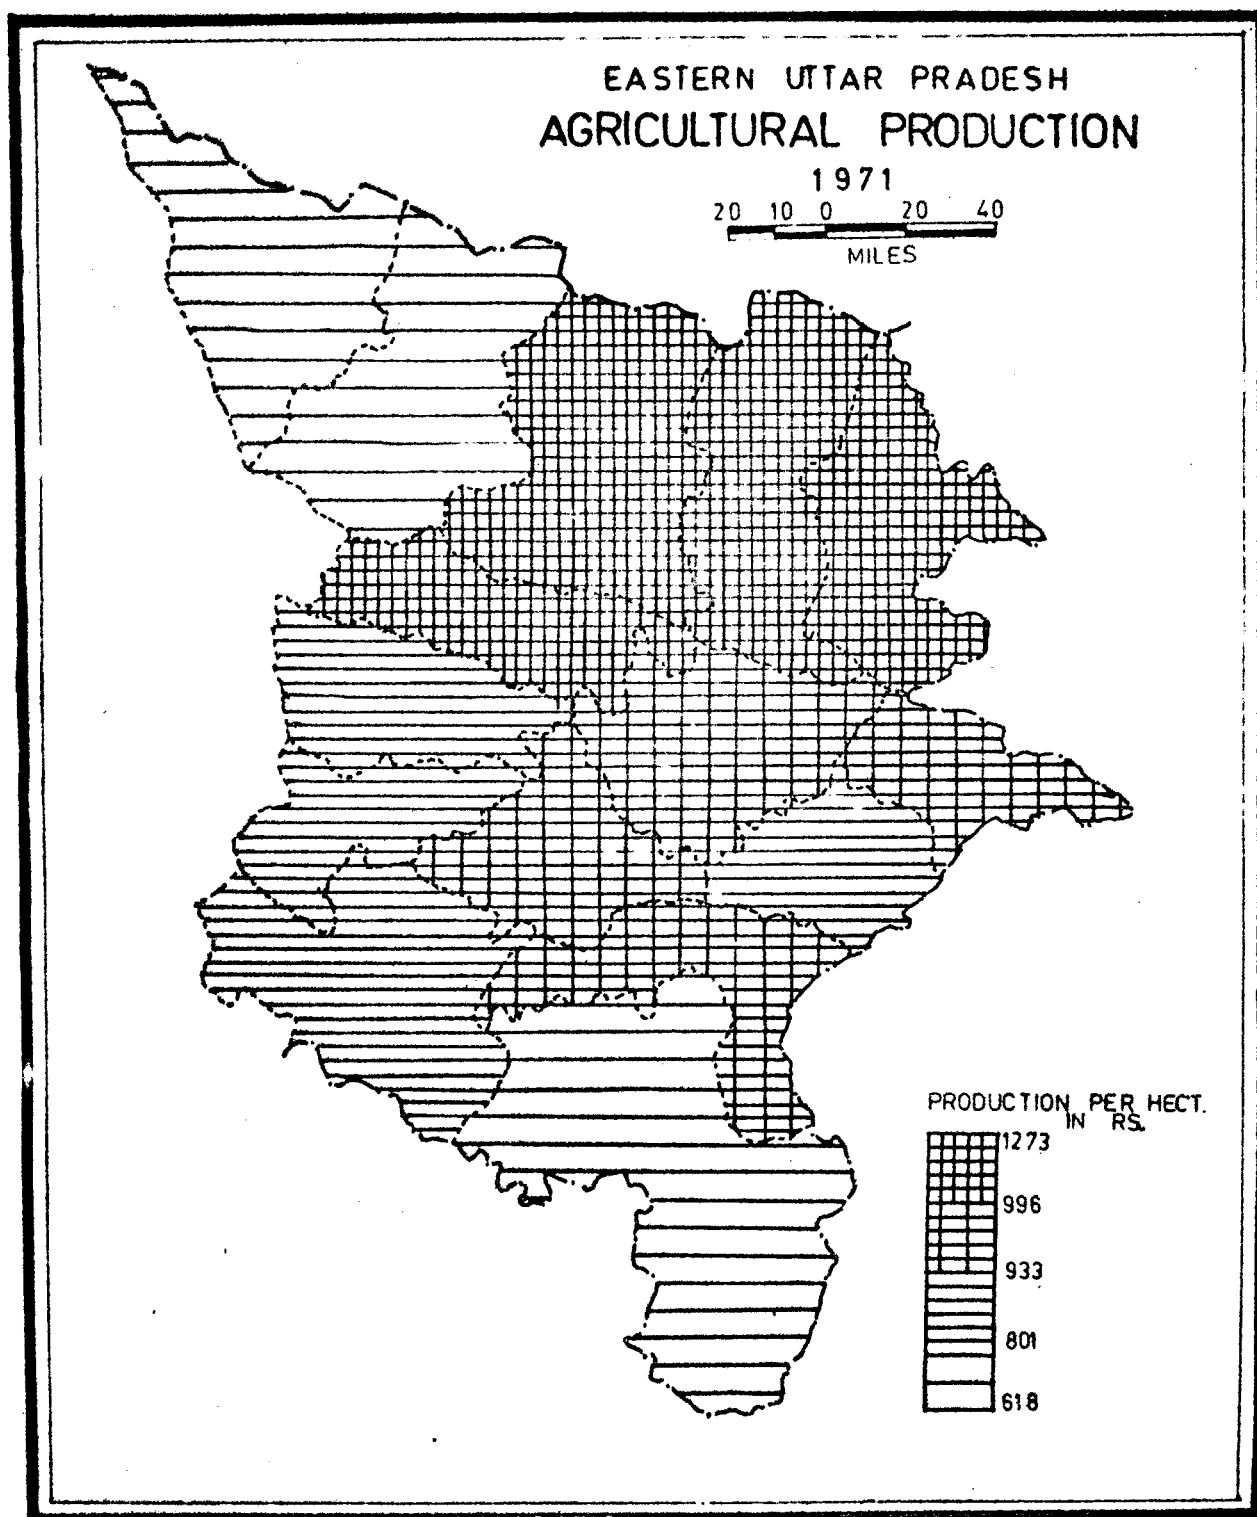 EASTERN UTTAR PRADESH
AGRICULTURAL PRODUCTION
1971
20 10 0 20 40
MILES
PRODUCTION PER HECT.
IN RS.
1273
996
933
801
618